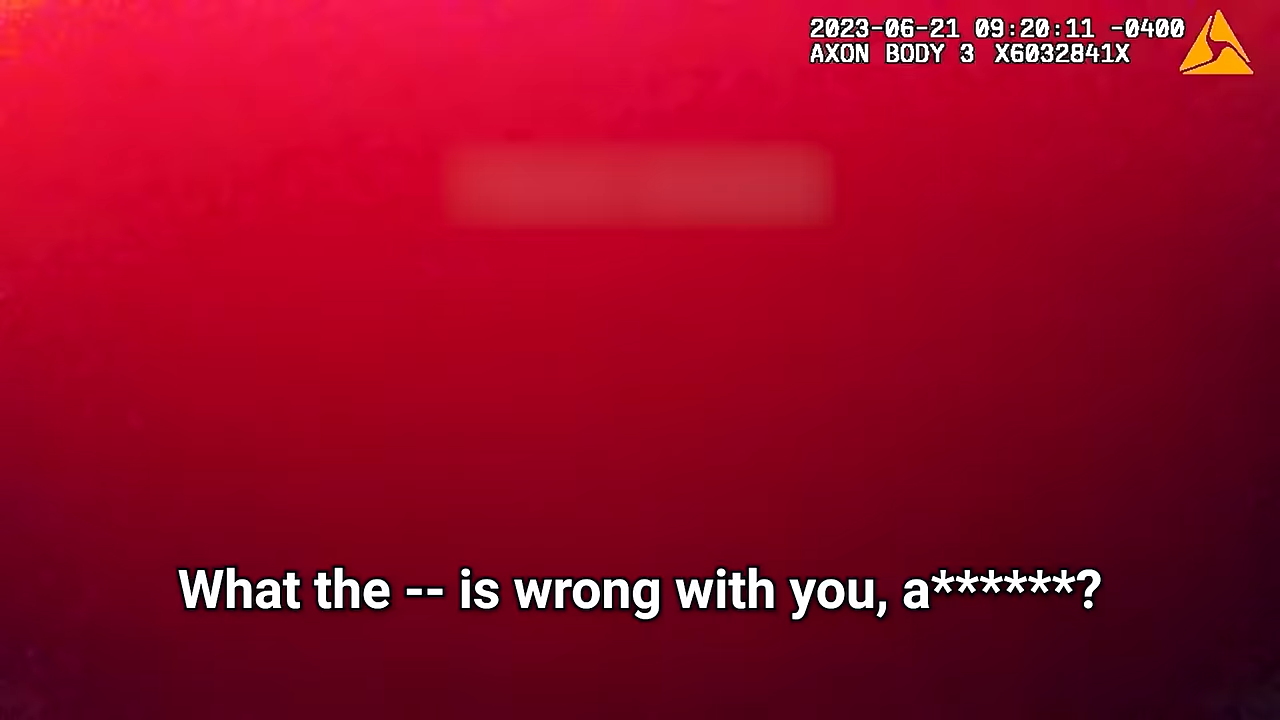 2023-06-21 09:20:11 -0400
AXON BODY 3 X6032841X
What the -- is wrong with you, a******?